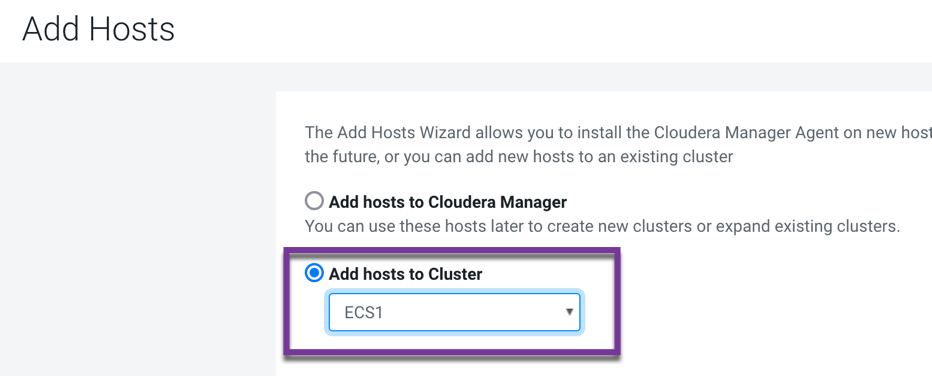 Add Hosts
The Add Hosts Wizard allows you to install the Cloudera Manager Agent on new host
the future, or you can add new hosts to an existing cluster
Add hosts to Cloudera Manager
You can use these hosts later to create new clusters or expand existing clusters.
Add hosts to Cluster
ECS1